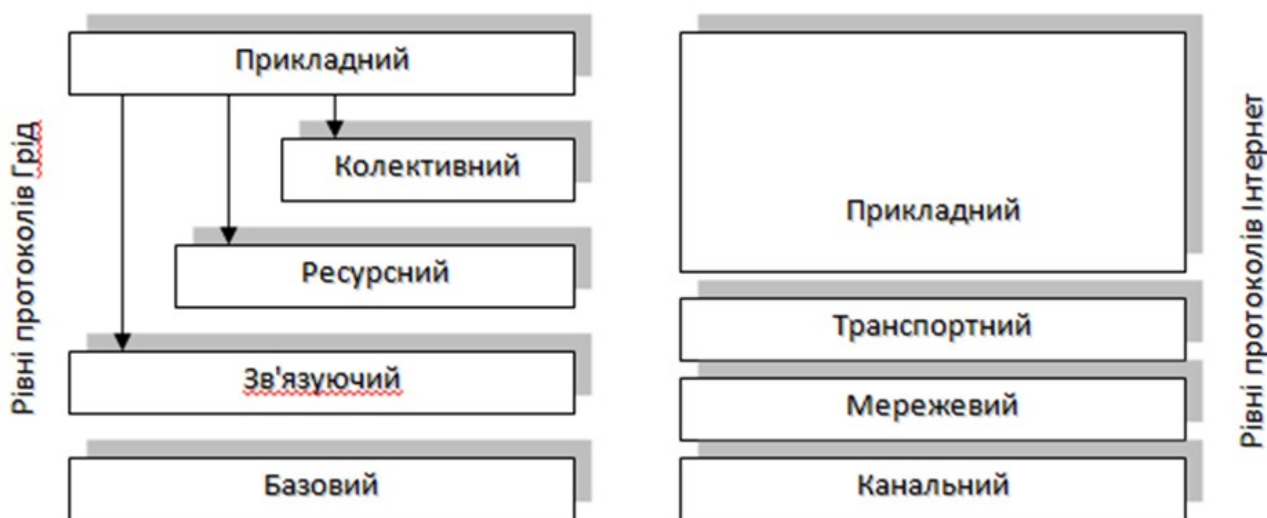 Рівні протоколів Грід
Прикладний
Колективний
Ресурсний
Зв'язуючий
Базовий
Прикладний
Транспортний
Мережевий
Канальний
Рівні протоколів Інтернет